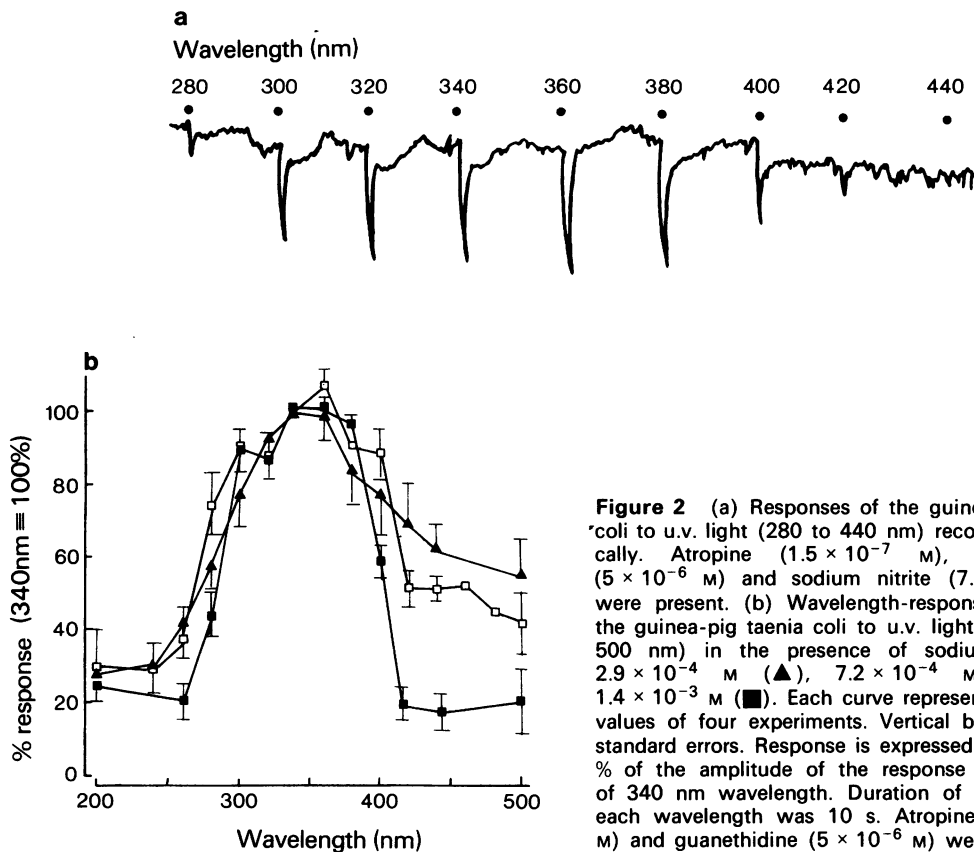 a
Wavelength (nm)
280 300 320 340 360 380 400 420 440
b
% response (340nm ≡ 100%)
100
80
60
40
20
0
200 300 400 500
Wavelength (nm)
Figure 2 (a) Responses of the guine
coli to u.v. light (280 to 440 nm) reco
cally. Atropine (1.5 × 10⁻⁷ M),
(5 × 10⁻⁶ M) and sodium nitrite (7.
were present. (b) Wavelength-respon
the guinea-pig taenia coli to u.v. light
500 nm) in the presence of sodiu
2.9 × 10⁻⁴ M (▲), 7.2 × 10⁻⁴ M
1.4 × 10⁻³ M (■). Each curve represen
values of four experiments. Vertical b
standard errors. Response is expressed
% of the amplitude of the response
of 340 nm wavelength. Duration of
each wavelength was 10 s. Atropine
M) and guanethidine (5 × 10⁻⁶ M) we